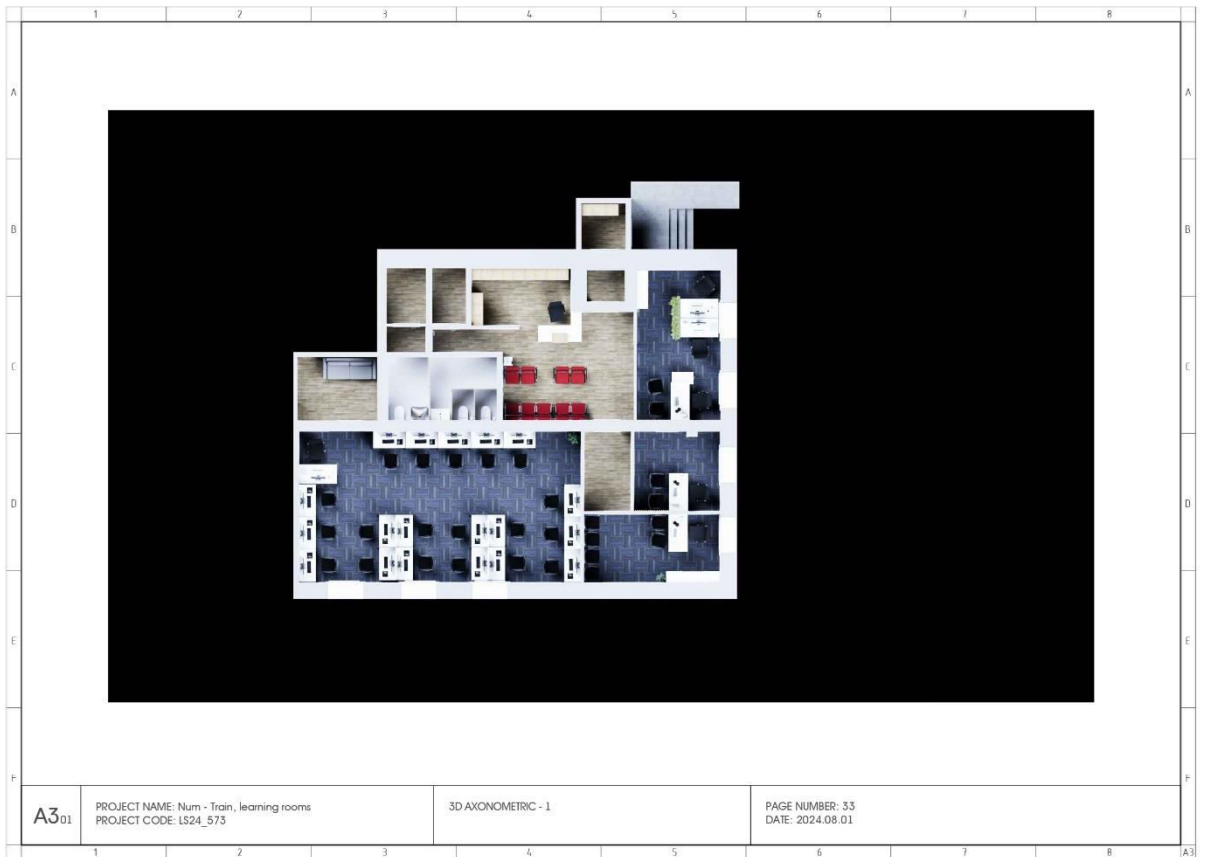 1 2 3 4 5 6 7 8
A A
B B
C C
D D
E E
F F
A3 01
PROJECT NAME: Num - Train, learning rooms
PROJECT CODE: LS24_573
3D AXONOMETRIC - 1
PAGE NUMBER: 33
DATE: 2024.08.01
1 2 3 4 5 6 7 8 A3